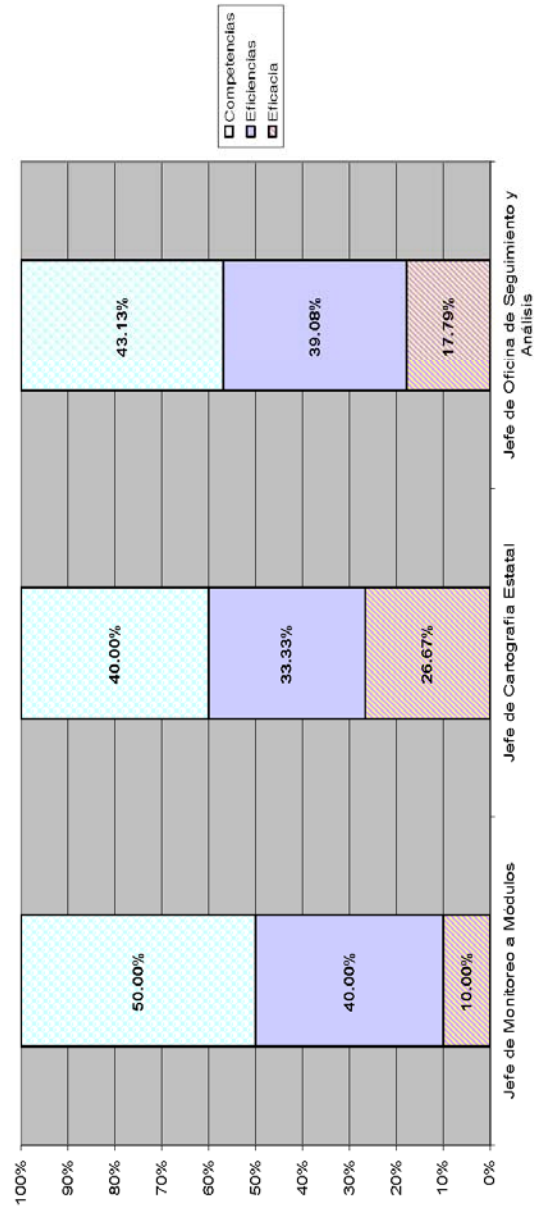 100%
90%
80%
70%
60%
50%
40%
30%
20%
10%
0%
50.00%
40.00%
10.00%
40.00%
33.33%
26.67%
43.13%
39.08%
17.79%
Jefe de Monitoreo a Módulos
Jefe de Cartografía Estatal
Jefe de Oficina de Seguimiento y
Análisis
Competencias
Eficiencias
Eficacia